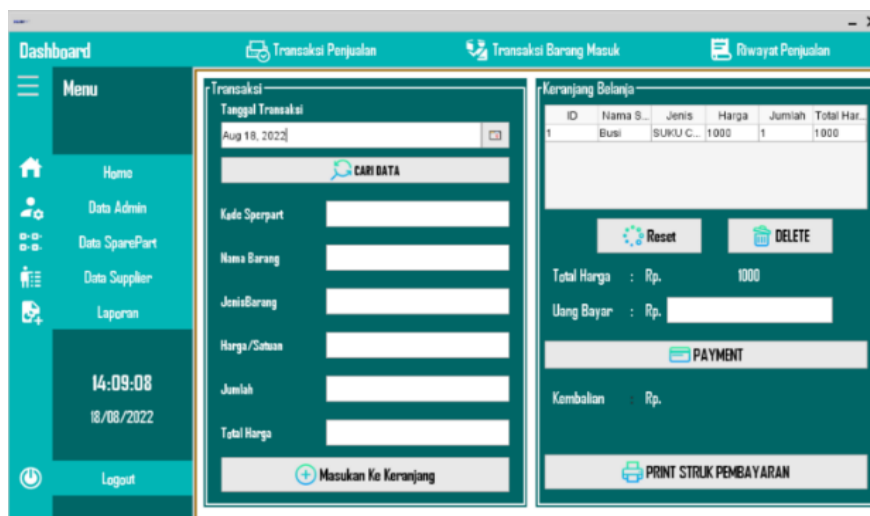 Dashboard
Transaksi Penjualan
Transaksi Barang Masuk
Riwayat Penjualan
Menu
Home
Data Admin
Data SparePart
Data Supplier
Laporan
14:09:08
18/08/2022
Logout
Transaksi
Tanggal Transaksi
Aug 18, 2022
CARI DATA
Kode Sperpart
Nama Barang
JenisBarang
Harga/Satuan
Jumlah
Total Harga
Masukan Ke Keranjang
Keranjang Belanja
ID Nama S... Jenis Harga Jumlah Total Har...
1 Busi SUKU C... 1000 1 1000
Reset
DELETE
Total Harga : Rp. 1000
Uang Bayar : Rp.
PAYMENT
Kembalian : Rp.
PRINT STRUK PEMBAYARAN